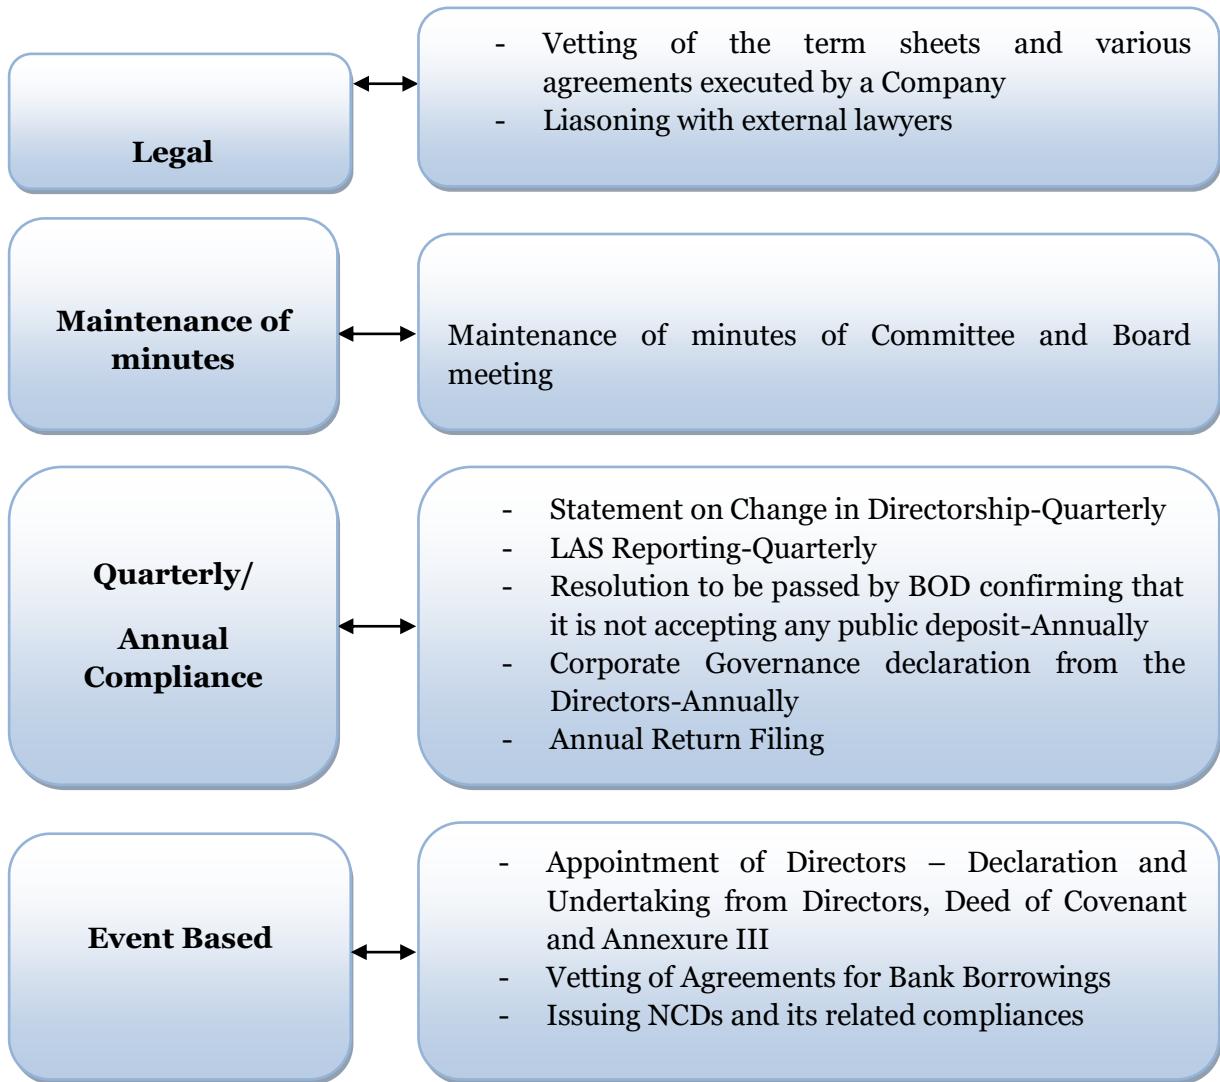 Legal
- Vetting of the term sheets and various
agreements executed by a Company
- Liasoning with external lawyers
Maintenance of
minutes
Maintenance of minutes of Committee and Board
meeting
Quarterly/
Annual
Compliance
- Statement on Change in Directorship-Quarterly
- LAS Reporting-Quarterly
- Resolution to be passed by BOD confirming that
it is not accepting any public deposit-Annually
- Corporate Governance declaration from the
Directors-Annually
- Annual Return Filing
Event Based
- Appointment of Directors – Declaration and
Undertaking from Directors, Deed of Covenant
and Annexure III
- Vetting of Agreements for Bank Borrowings
- Issuing NCDs and its related compliances